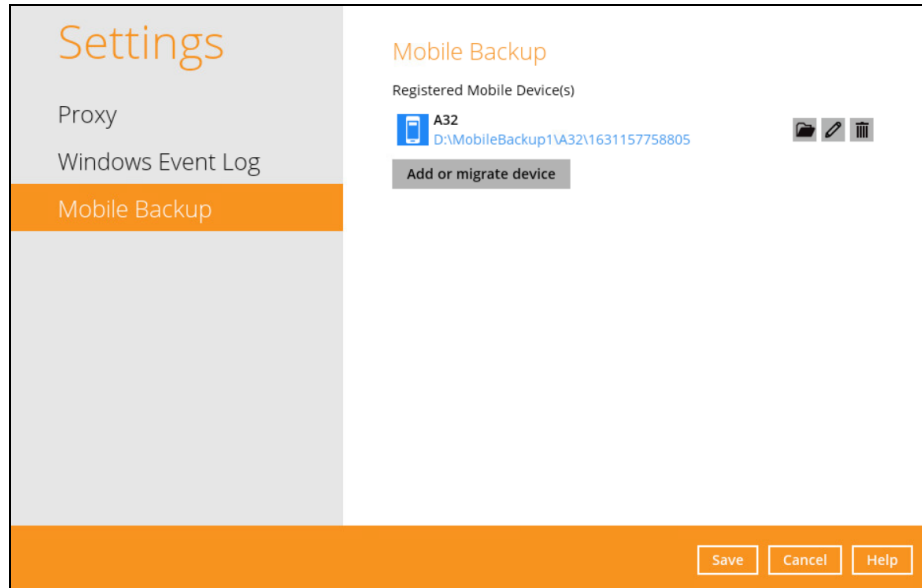 Settings
Proxy
Windows Event Log
Mobile Backup
Mobile Backup
Registered Mobile Device(s)
A32
D:\MobileBackup1\A32\1631157758805
Add or migrate device
Save
Cancel
Help